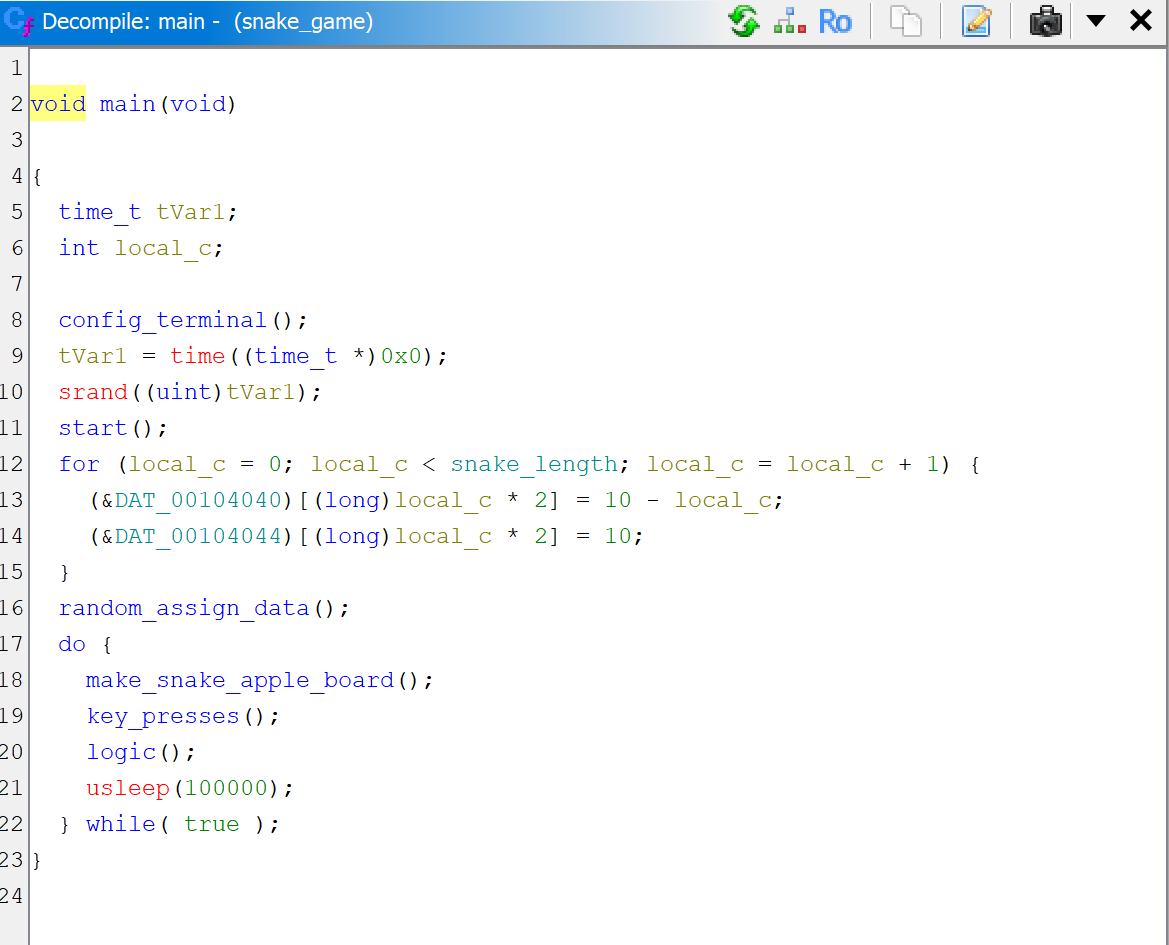 Decompile: main - (snake_game)
Ro
1
2 void main(void)
3
4 {
5 time_t tVar1;
6 int local_c;
7
8 config_terminal();
9 tVar1 = time((time_t *)0x0);
10 srand((uint)tVar1);
11 start();
12 for (local_c = 0; local_c < snake_length; local_c = local_c + 1) {
13 (&DAT_00104040)[(long)local_c * 2] = 10 - local_c;
14 (&DAT_00104044)[(long)local_c * 2] = 10;
15 }
16 random_assign_data();
17 do {
18 make_snake_apple_board();
19 key_presses();
20 logic();
21 usleep(100000);
22 } while( true );
23 }
24